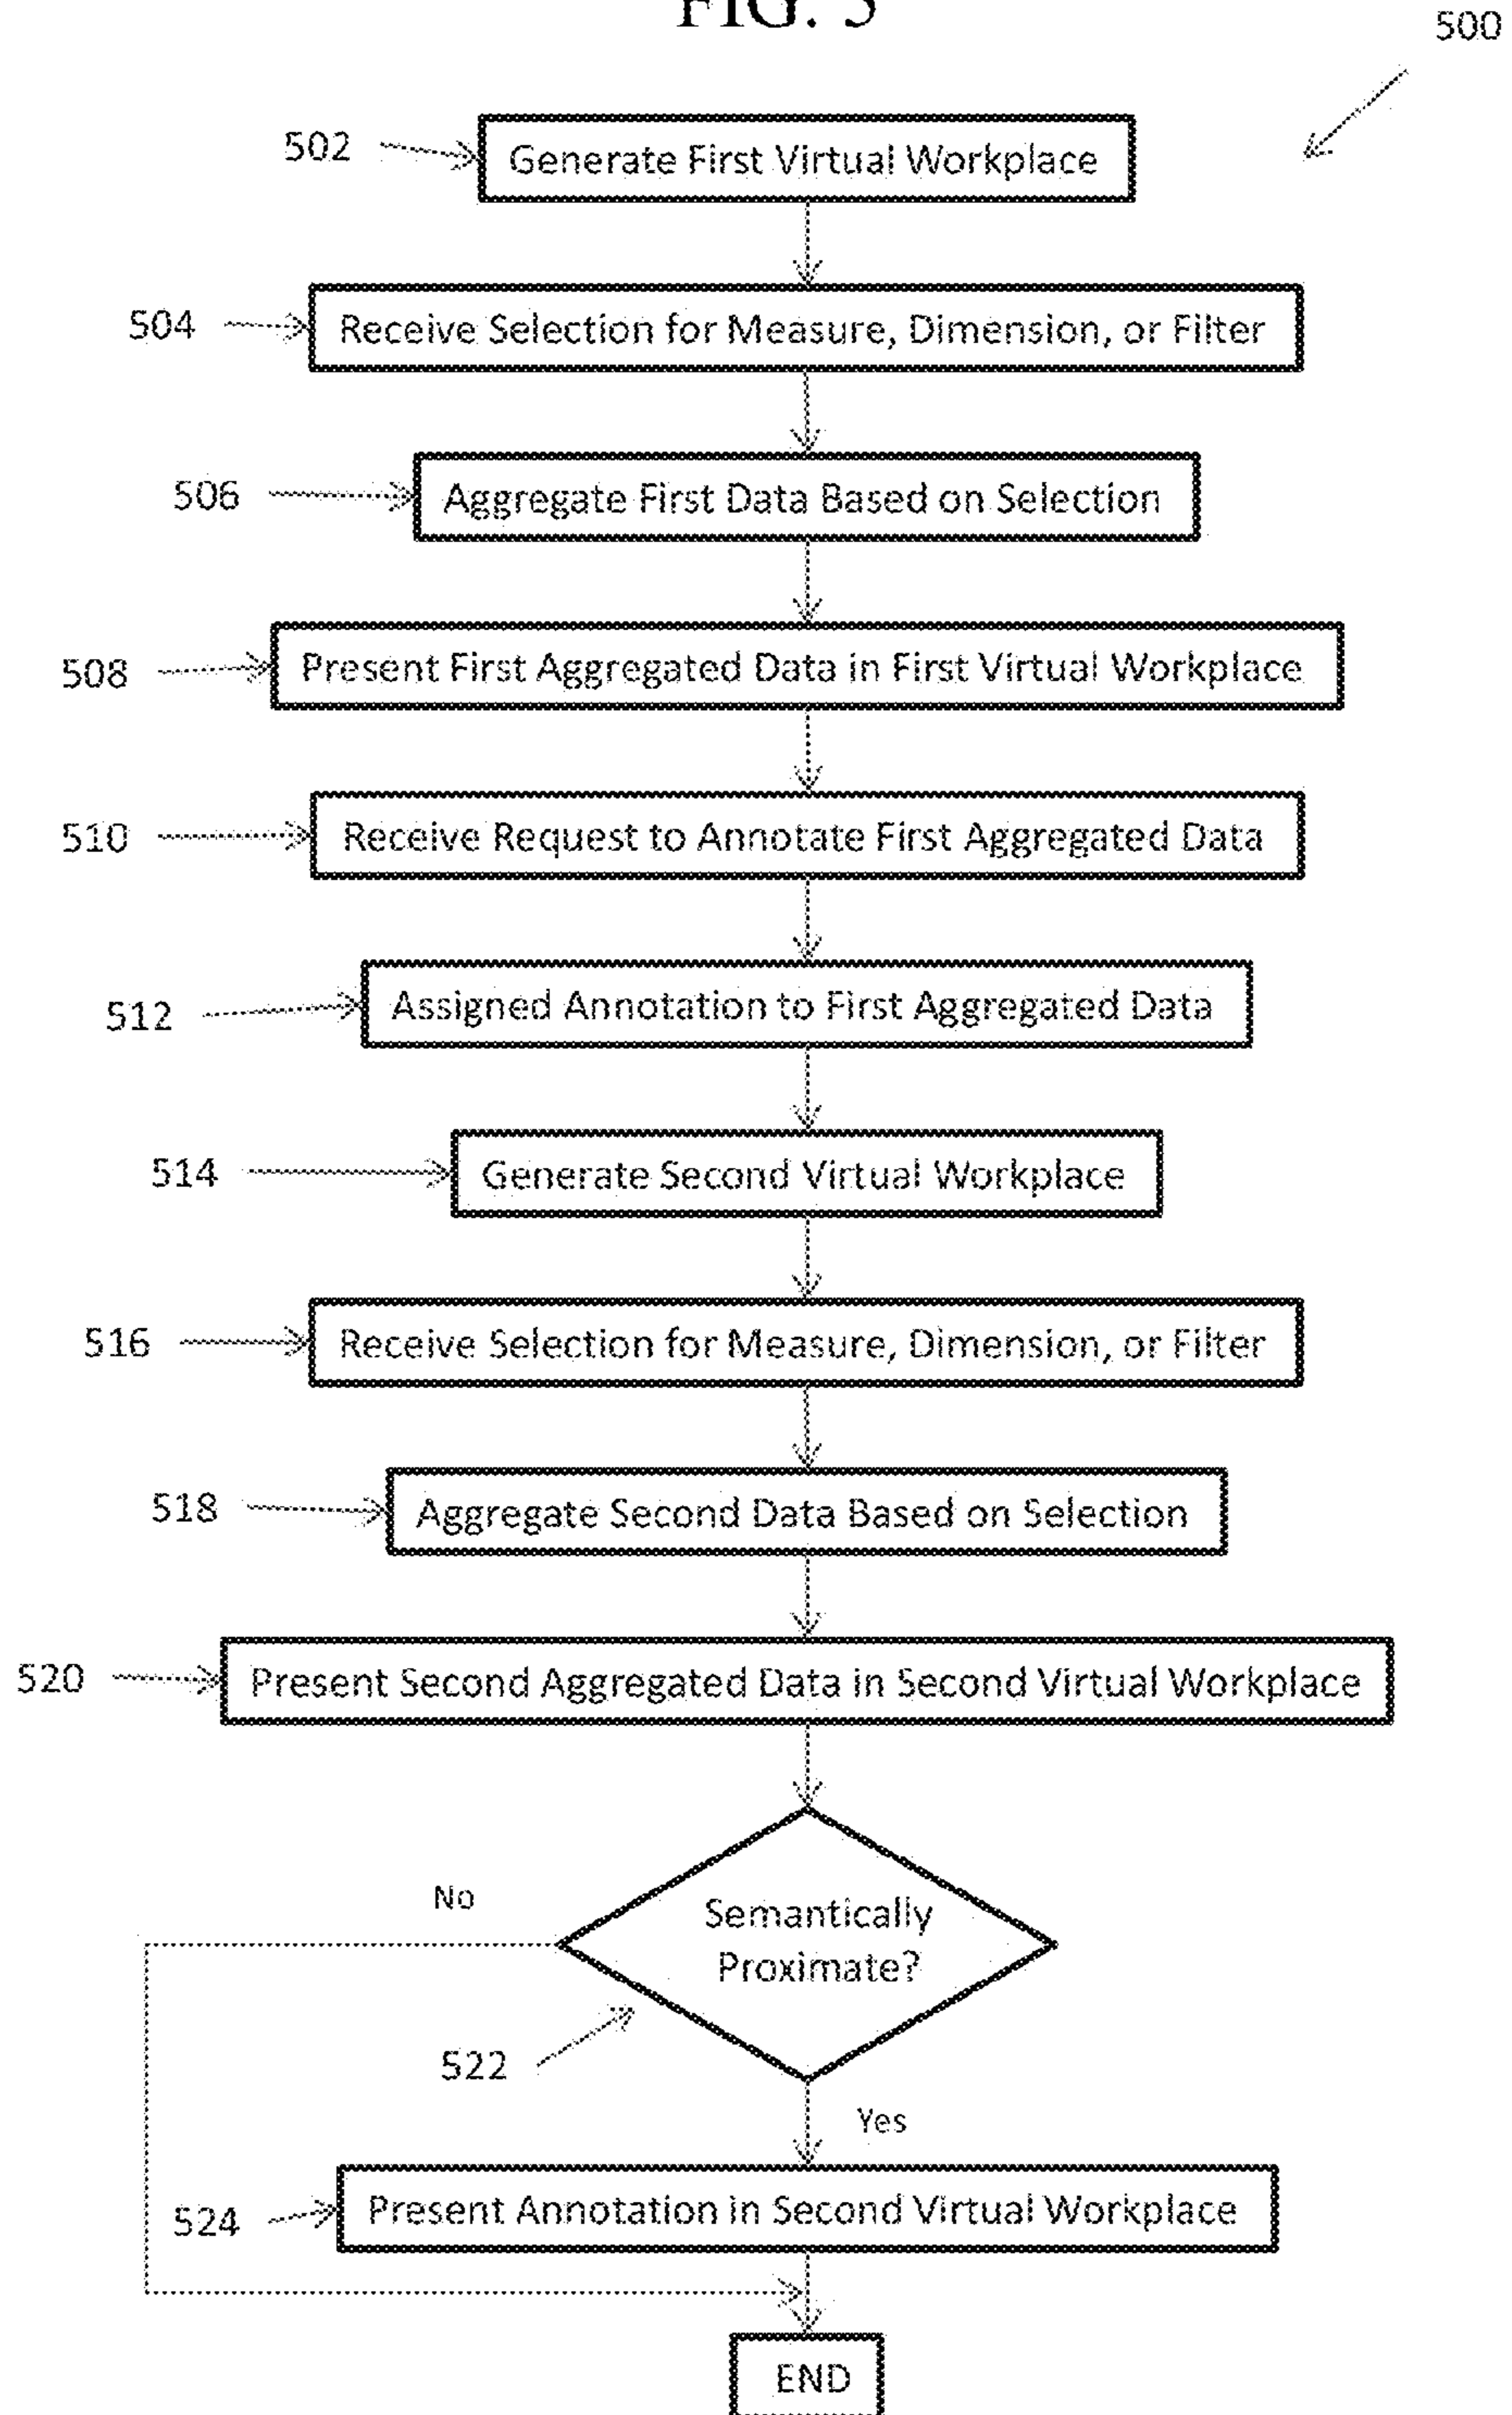 FIG. 5
500
502
Generate First Virtual Workplace
504
Receive Selection for Measure, Dimension, or Filter
506
Aggregate First Data Based on Selection
508
Present First Aggregated Data in First Virtual Workplace
510
Receive Request to Annotate First Aggregated Data
512
Assigned Annotation to First Aggregated Data
514
Generate Second Virtual Workplace
516
Receive Selection for Measure, Dimension, or Filter
518
Aggregate Second Data Based on Selection
520
Present Second Aggregated Data in Second Virtual Workplace
No
Semantically
Proximate?
522
Yes
524
Present Annotation in Second Virtual Workplace
END